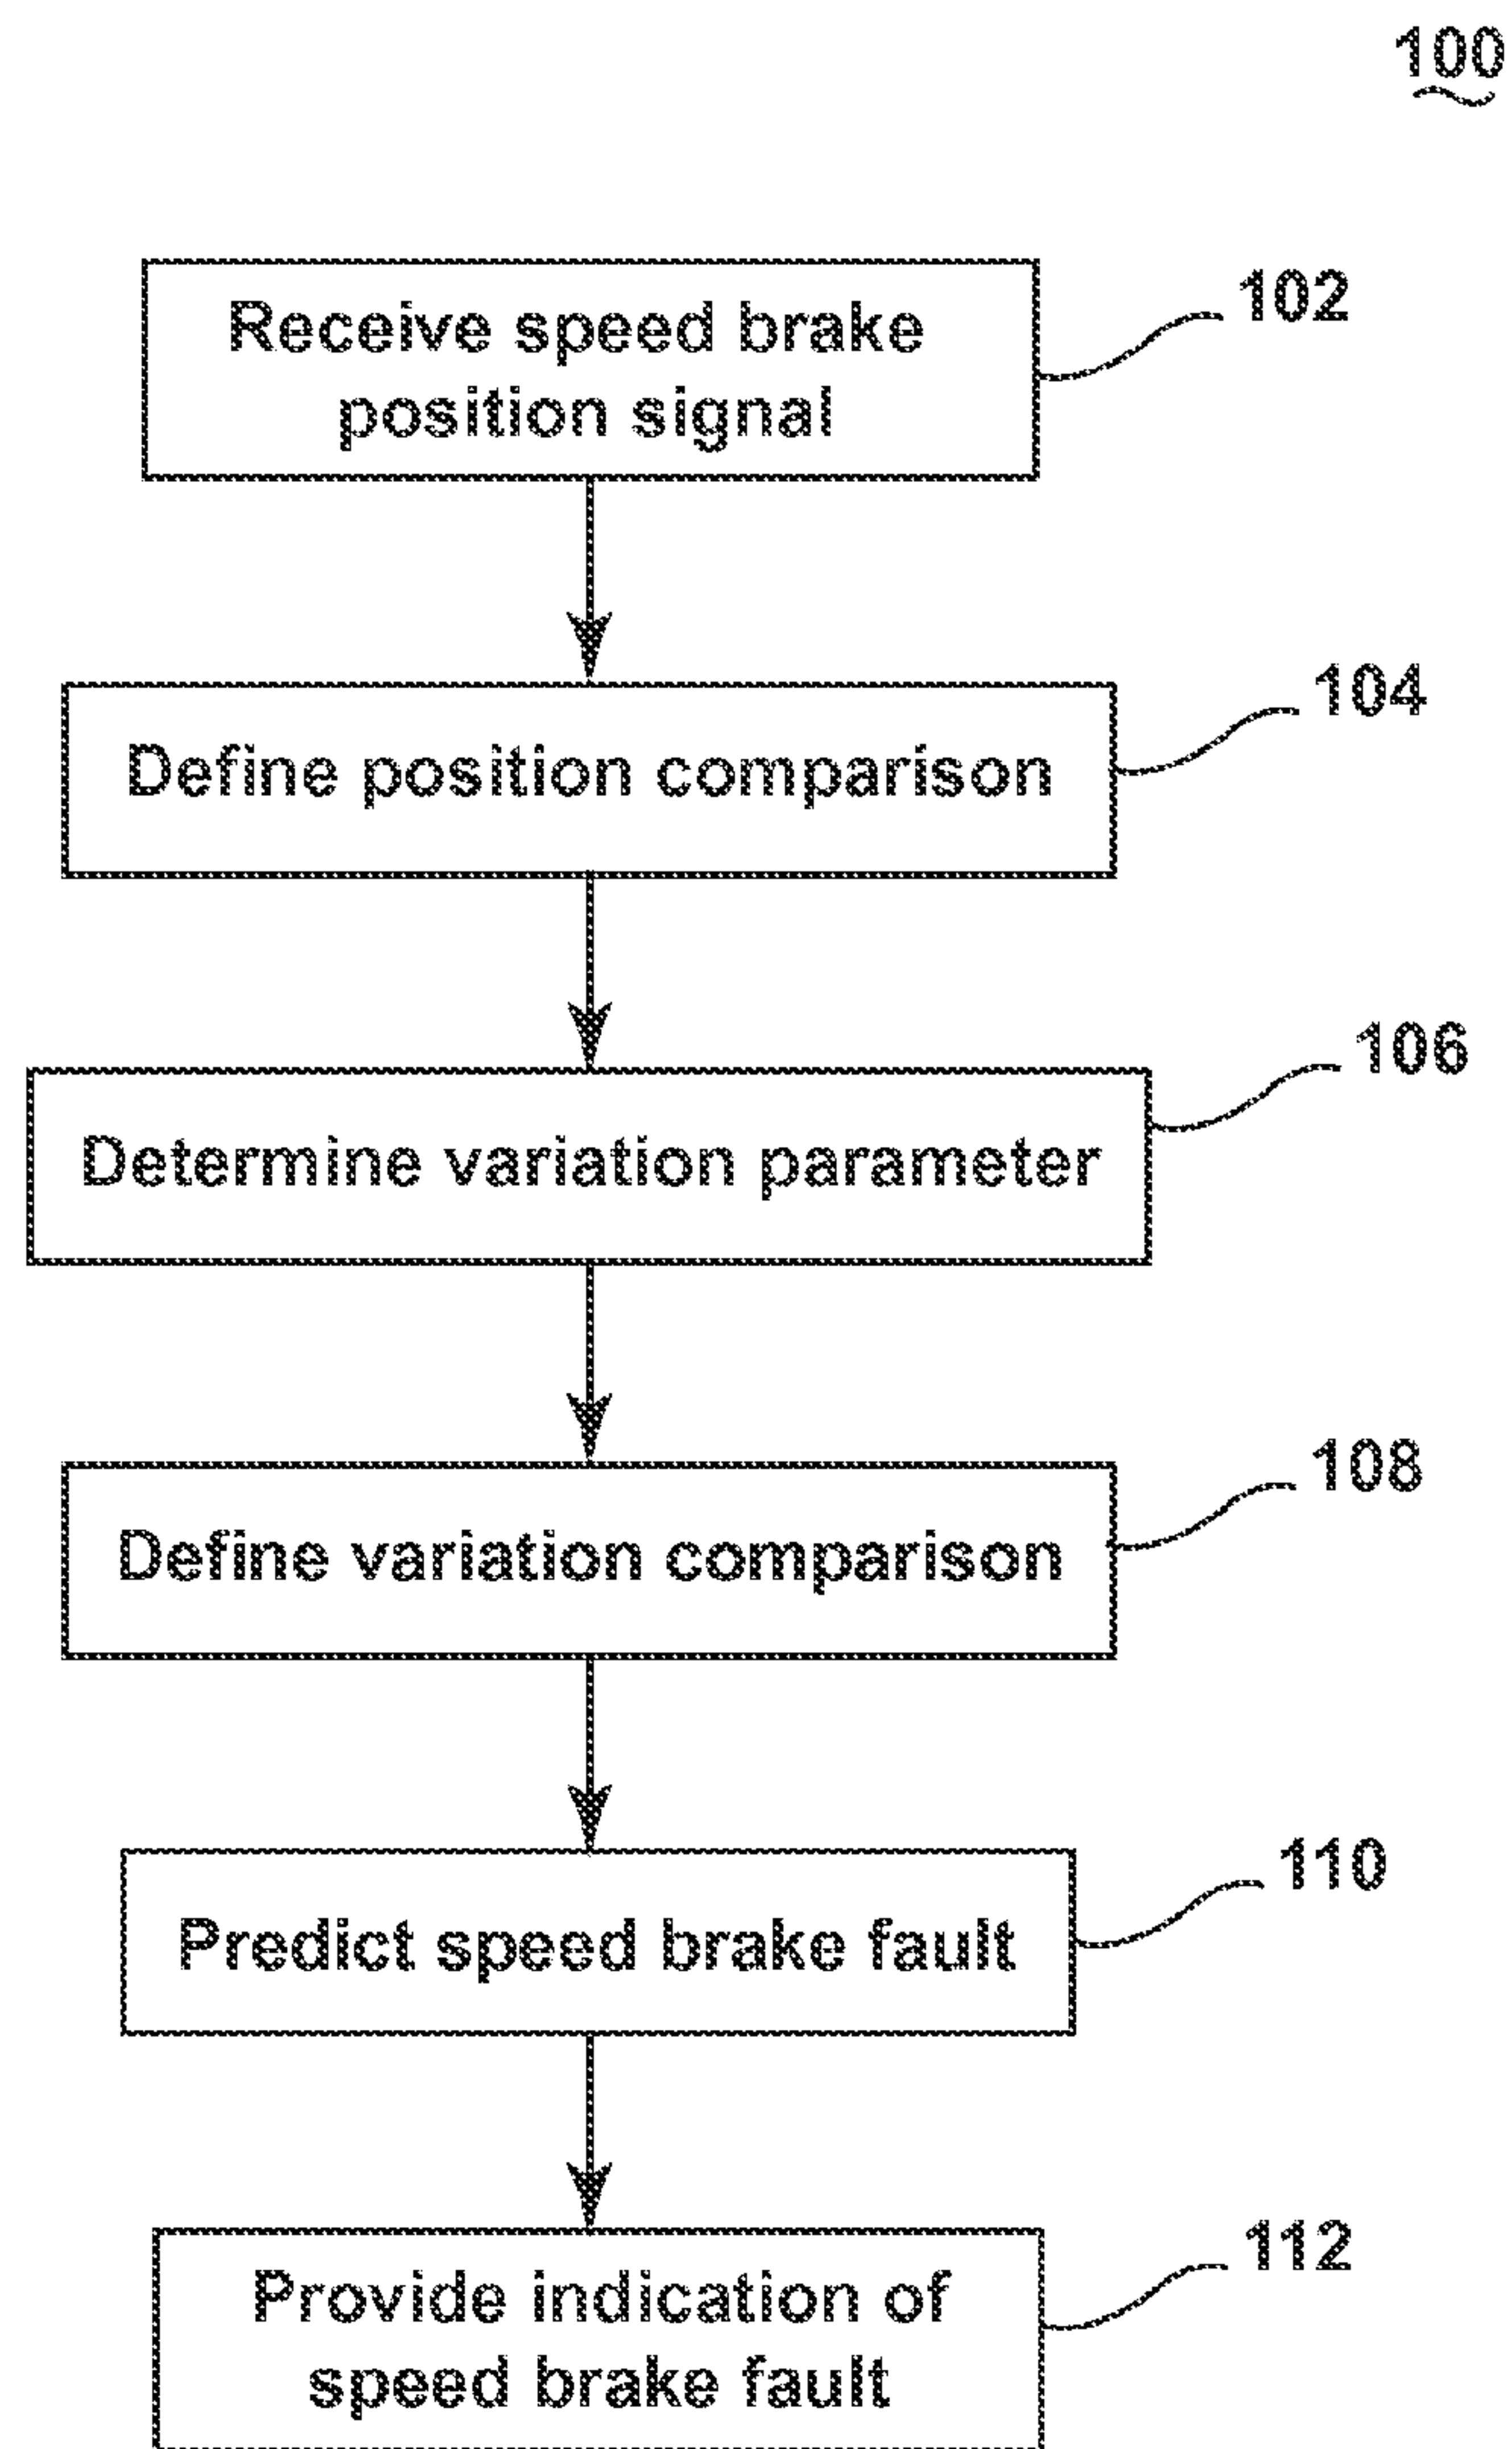 100
Receive speed brake
position signal
102
Define position comparison
104
Determine variation parameter
106
Define variation comparison
108
Predict speed brake fault
110
Provide indication of
speed brake fault
112